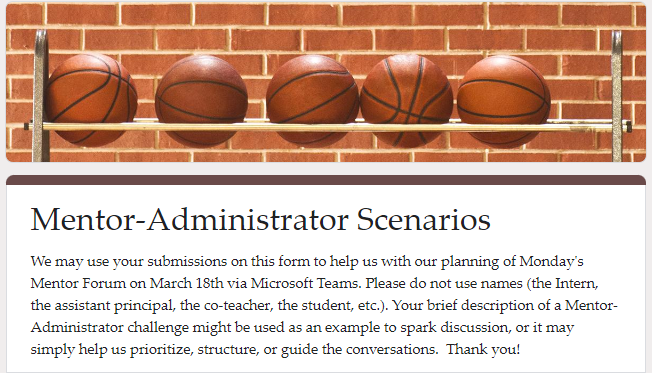 Mentor-Administrator Scenarios
We may use your submissions on this form to help us with our planning of Monday's
Mentor Forum on March 18th via Microsoft Teams. Please do not use names (the Intern,
the assistant principal, the co-teacher, the student, etc.). Your brief description of a Mentor-
Administrator challenge might be used as an example to spark discussion, or it may
simply help us prioritize, structure, or guide the conversations.  Thank you!